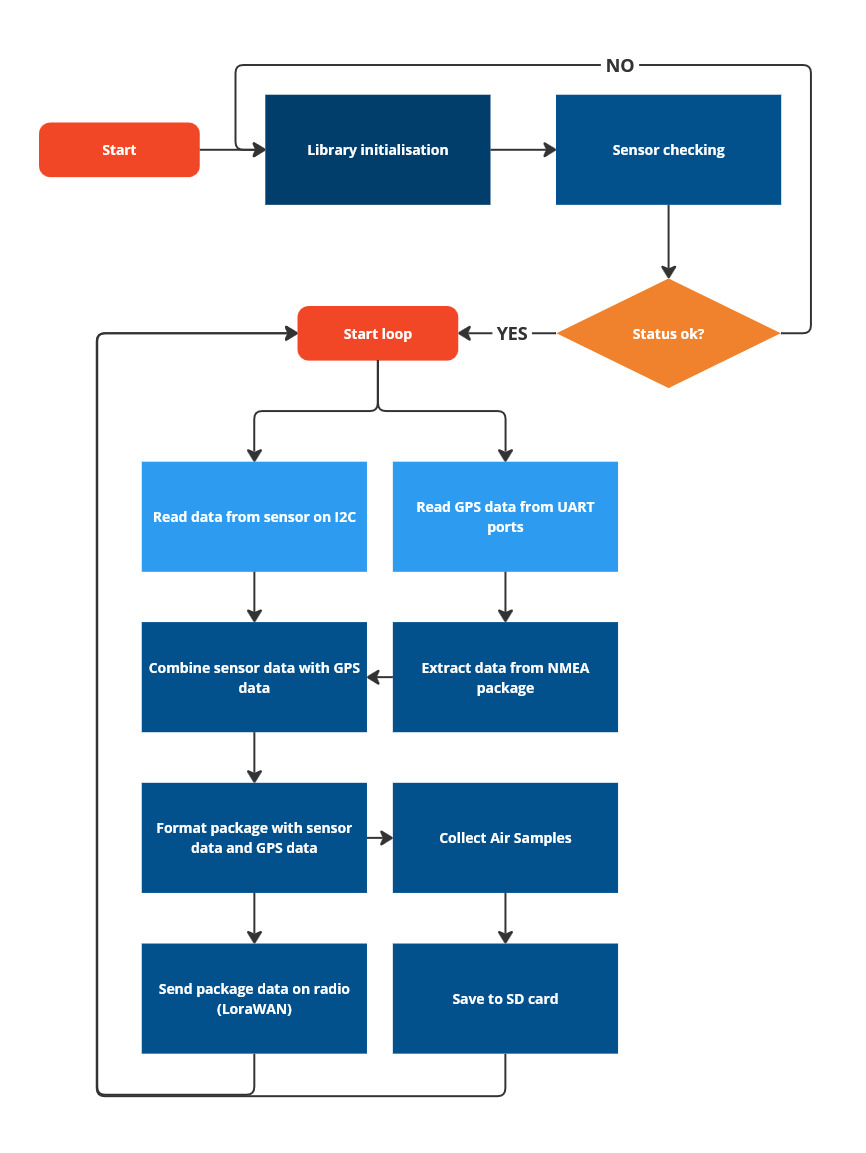 NO
Start
Library initialisation
Sensor checking
Start loop
YES
Status ok?
Read data from sensor on I2C
Read GPS data from UART
ports
Combine sensor data with GPS
data
Extract data from NMEA
package
Format package with sensor
data and GPS data
Collect Air Samples
Send package data on radio
(LoraWAN)
Save to SD card